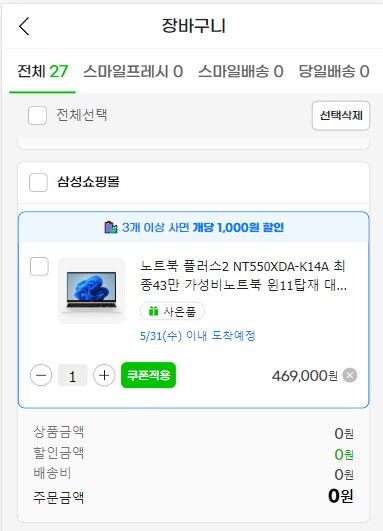 장바구니
전체 27 스마일프레시 0 스마일배송 0 당일배송 0
전체선택 선택삭제
삼성쇼핑몰
3개 이상 사면 개당 1,000원 할인
노트북 플러스2 NT550XDA-K14A 최
종43만 가성비노트북 윈11탑재 대...
사은품
5/31(수) 이내 도착예정
1 쿠폰적용 469,000원
상품금액 0원
할인금액 0원
배송비 0원
주문금액 0원